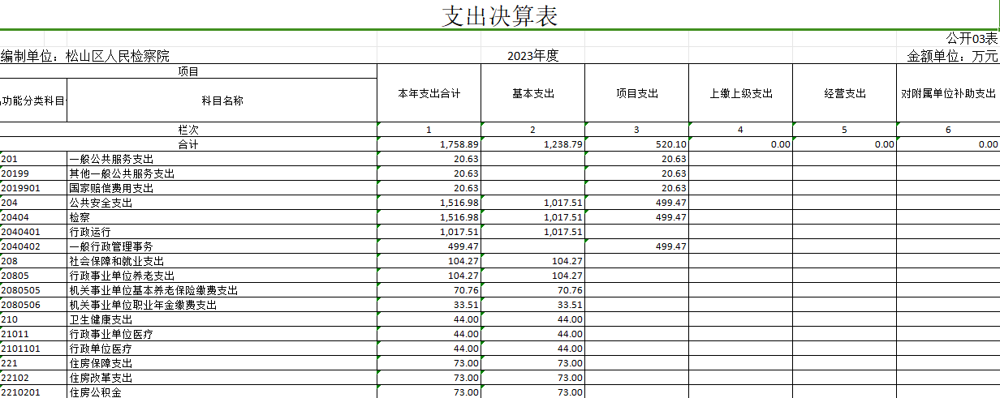 支出决算表
公开03表
编制单位：松山区人民检察院 2023年度 金额单位：万元
项目 本年支出合计 基本支出 项目支出 上缴上级支出 经营支出 对附属单位补助支出
功能分类科目 科目名称
栏次 1 2 3 4 5 6
合计 1,758.89 1,238.79 520.10 0.00 0.00 0.00
201 一般公共服务支出 20.63 20.63
20199 其他一般公共服务支出 20.63 20.63
2019901 国家赔偿费用支出 20.63 20.63
204 公共安全支出 1,516.98 1,017.51 499.47
20404 检察 1,516.98 1,017.51 499.47
2040401 行政运行 1,017.51 1,017.51
2040402 一般行政管理事务 499.47 499.47
208 社会保障和就业支出 104.27 104.27
20805 行政事业单位养老支出 104.27 104.27
2080505 机关事业单位基本养老保险缴费支出 70.76 70.76
2080506 机关事业单位职业年金缴费支出 33.51 33.51
210 卫生健康支出 44.00 44.00
21011 行政事业单位医疗 44.00 44.00
2101101 行政单位医疗 44.00 44.00
221 住房保障支出 73.00 73.00
22102 住房改革支出 73.00 73.00
2210201 住房公积金 73.00 73.00